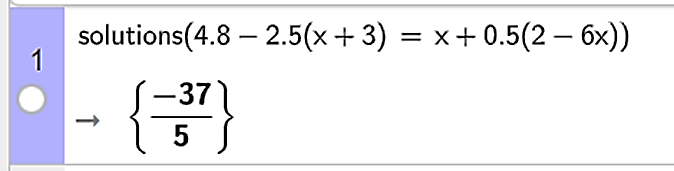 1
solutions(4.8 – 2.5(x + 3) = x + 0.5(2 – 6x))
→ {−37/5}